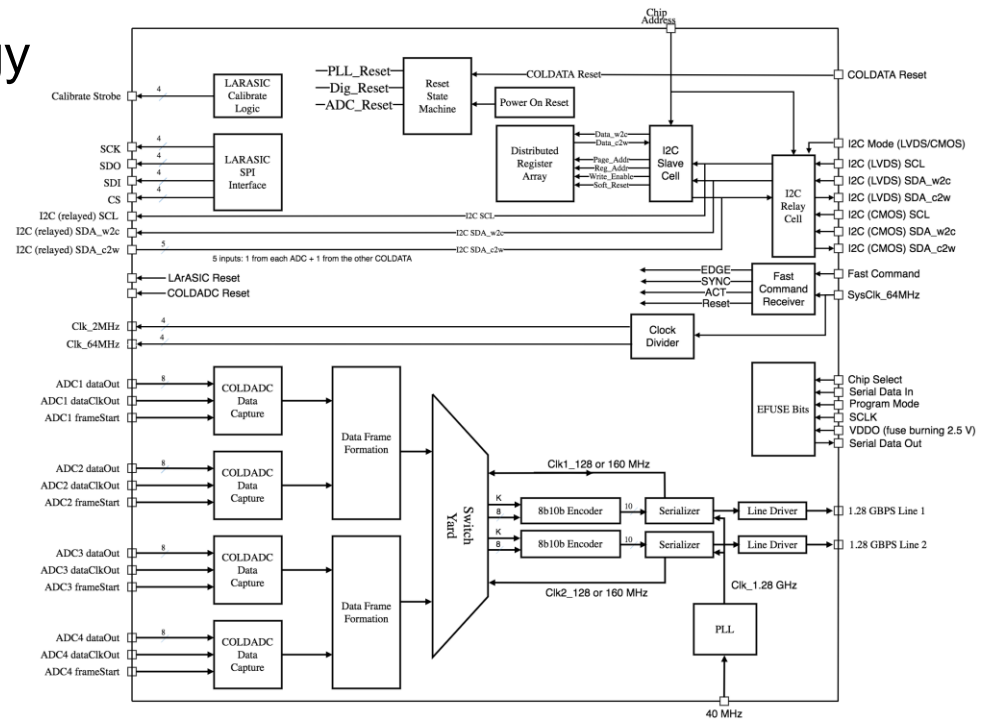 gy
Chip
Address
Calibrate Strobe
4
LARASIC
Calibrate
Logic
PLL_Reset
Dig_Reset
ADC_Reset
Reset
State
Machine
COLDATA Reset
COLDATA Reset
Power On Reset
SCK
4
SDO
4
SDI
4
CS
4
LARASIC
SPI
Interface
Distributed
Register
Array
Data_w2c
Data_c2w
Page_Addr
Reg_Addr
Write_Enable
Soft_Reset
I2C
Slave
Cell
I2C
Relay
Cell
I2C Mode (LVDS/CMOS)
I2C (LVDS) SCL
I2C (LVDS) SDA_w2c
I2C (LVDS) SDA_c2w
I2C (CMOS) SCL
I2C (CMOS) SDA_w2c
I2C (CMOS) SDA_c2w
I2C (relayed) SCL
I2C SCL
I2C (relayed) SDA_w2c
I2C SDA_w2c
I2C (relayed) SDA_c2w
5
I2C SDA_c2w
5 inputs: 1 from each ADC + 1 from the other COLDATA
LArASIC Reset
COLDADC Reset
EDGE
SYNC
ACT
Reset
Fast
Command
Receiver
Fast Command
SysClk_64MHz
Clk_2MHz
4
Clk_64MHz
4
Clock
Divider
ADC1 dataOut
8
ADC1 dataClkOut
ADC1 frameStart
COLDADC
Data
Capture
ADC2 dataOut
8
ADC2 dataClkOut
ADC2 frameStart
COLDADC
Data
Capture
Data Frame
Formation
EFUSE Bits
Chip Select
Serial Data In
Program Mode
SCLK
VDDO (fuse burning 2.5 V)
Serial Data Out
Switch
Yard
Clk1_128 or 160 MHz
K
8
8b10b Encoder
10
Serializer
Line Driver
1.28 GBPS Line 1
K
8
8b10b Encoder
10
Serializer
Line Driver
1.28 GBPS Line 2
Clk2_128 or 160 MHz
Clk_1.28 GHz
PLL
40 MHz
ADC3 dataOut
8
ADC3 dataClkOut
ADC3 frameStart
COLDADC
Data
Capture
ADC4 dataOut
8
ADC4 dataClkOut
ADC4 frameStart
COLDADC
Data
Capture
Data Frame
Formation